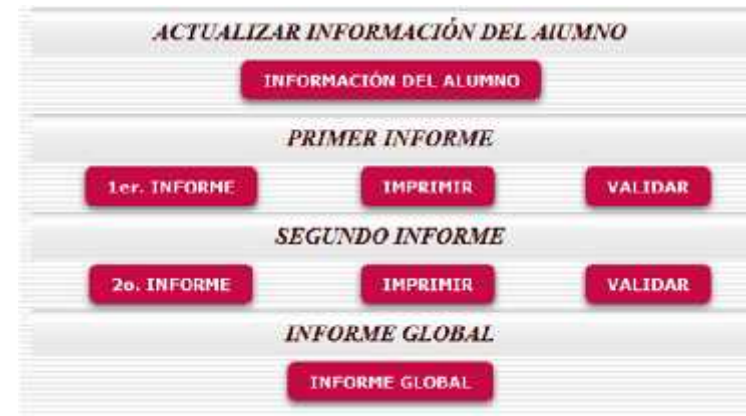 ACTUALIZAR INFORMACIÓN DEL AlUMNO
INFORMACIÓN DEL ALUMNO
PRIMER INFORME
1er. INFORME IMPRIMIR VALIDAR
SEGUNDO INFORME
2o. INFORME IMPRIMIR VALIDAR
INFORME GLOBAL
INFORME GLOBAL